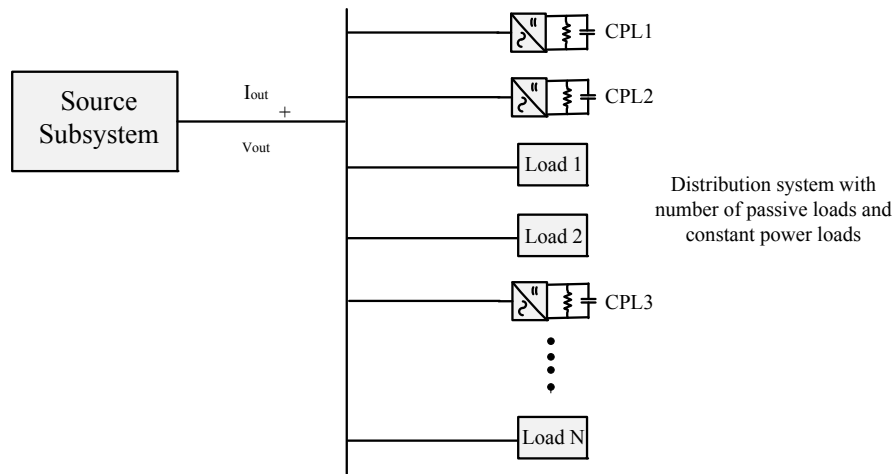 CPL1
Source
Subsystem
Iout
+
Vout
CPL2
Load 1
Distribution system with
number of passive loads and
constant power loads
Load 2
CPL3
Load N